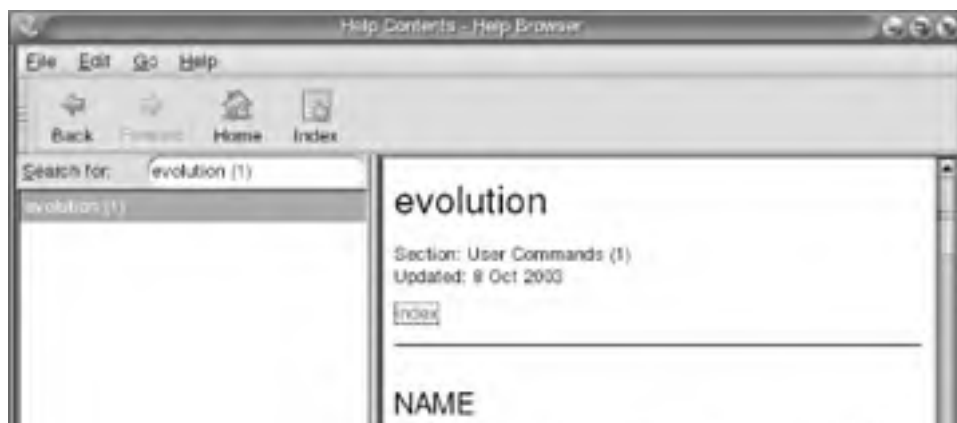 Help Contents - Help Browser
File Edit Go Help
Back Forward Home Index
Search for: evolution (1)
evolution (1)
evolution
Section: User Commands (1)
Updated: 8 Oct 2003
Index
NAME